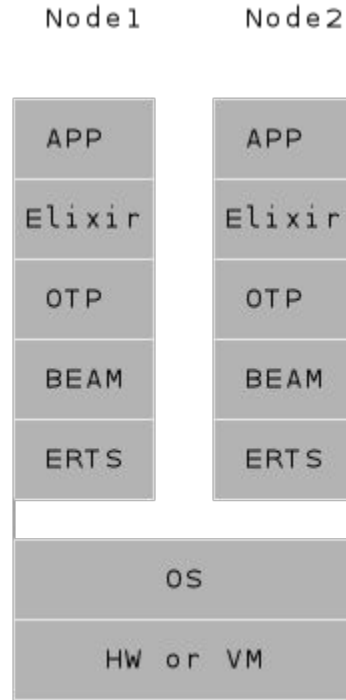 Node1 Node2
APP APP
Elixir Elixir
OTP OTP
BEAM BEAM
ERTS ERTS
OS
HW or VM